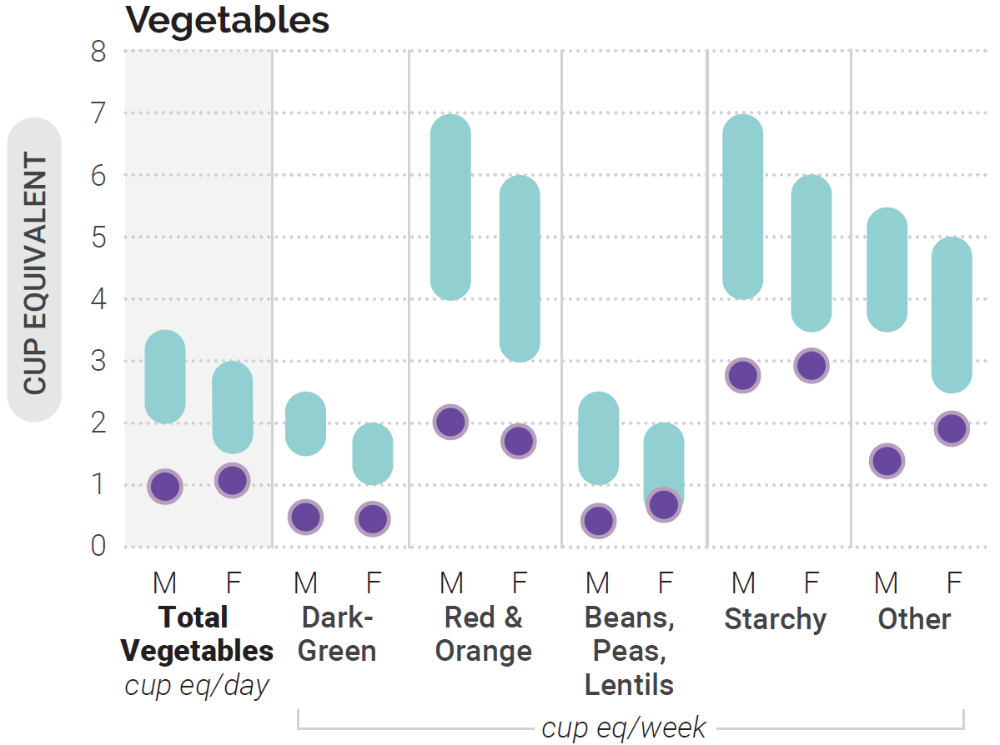 Vegetables
8
7
6
5
4
3
2
1
0
CUP EQUIVALENT
M F M F M F M F M F M F
Total Vegetables
cup eq/day
Dark-
Green
Red &
Orange
Beans,
Peas,
Lentils
Starchy
Other
cup eq/week